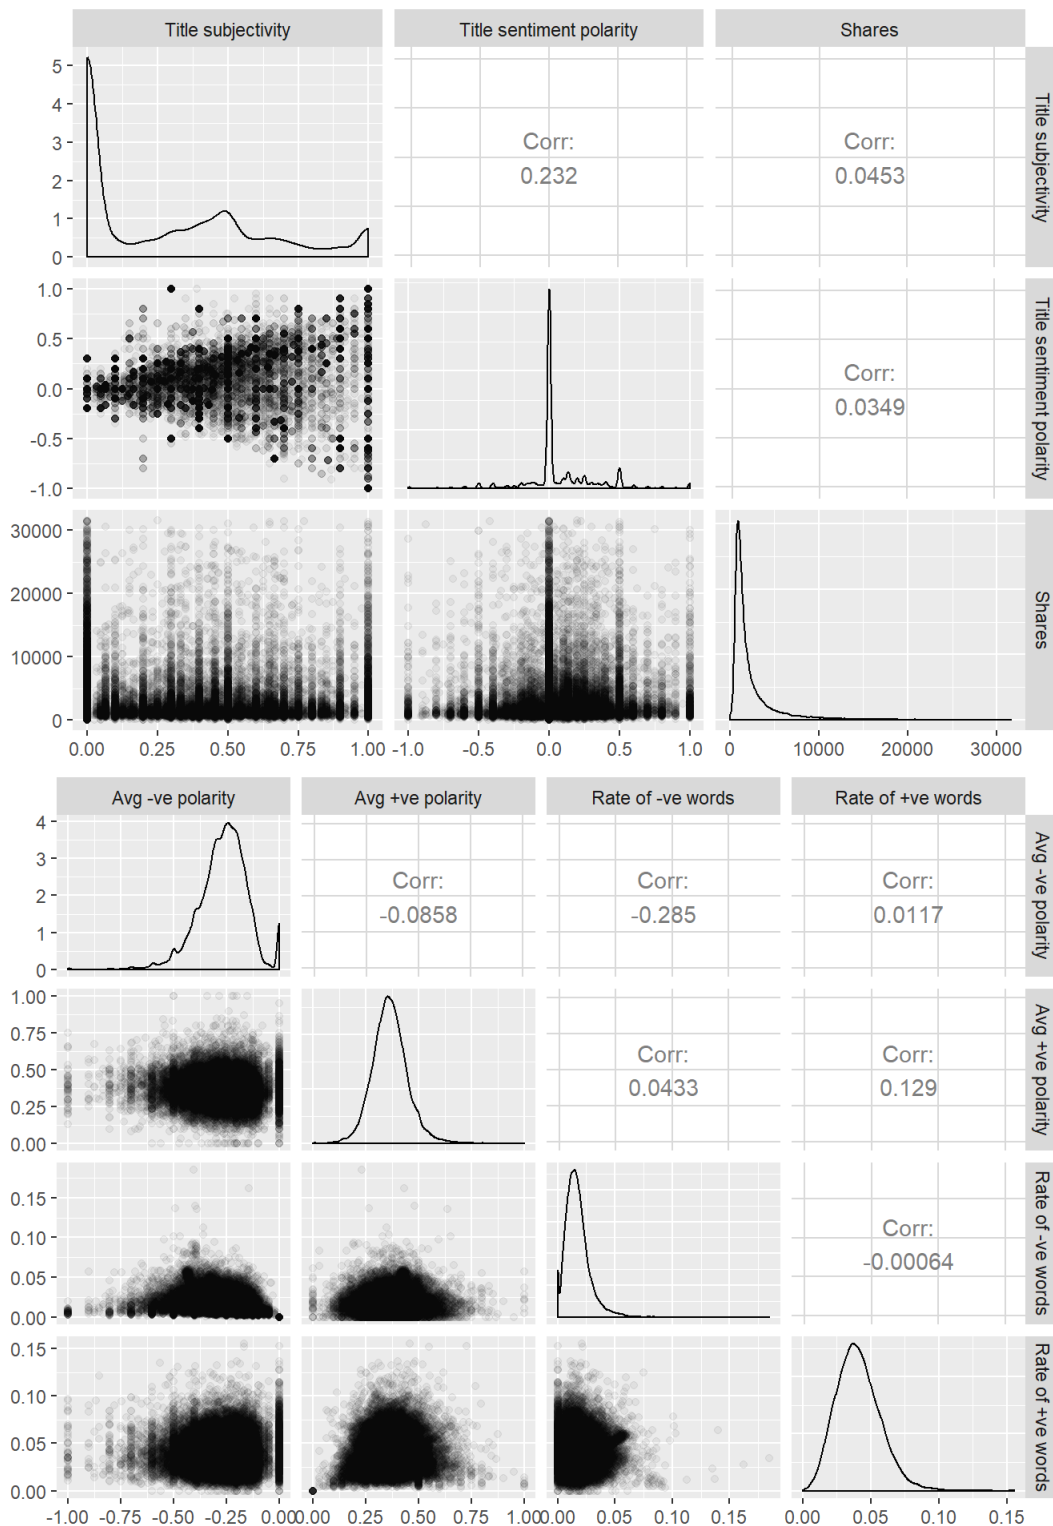 Title subjectivity Title sentiment polarity Shares
5
4
3
2
1
0
Corr:
0.232
Corr:
0.0453
Title subjectivity
1.0
0.5
0.0
-0.5
-1.0
Corr:
0.0349
Title sentiment polarity
30000
20000
10000
0
Shares
0.00 0.25 0.50 0.75 1.00 -1.0 -0.5 0.0 0.5 1.0 0 10000 20000 30000
Avg -ve polarity Avg +ve polarity Rate of -ve words Rate of +ve words
4
3
2
1
0
Corr:
-0.0858
Corr:
-0.285
Corr:
0.0117
Avg -ve polarity
1.00
0.75
0.50
0.25
0.00
Corr:
0.0433
Corr:
0.129
Avg +ve polarity
0.15
0.10
0.05
0.00
Corr:
-0.00064
Rate of -ve words
0.15
0.10
0.05
0.00
Rate of +ve words
-1.00 -0.75 -0.50 -0.25 0.00 0.00 0.25 0.50 0.75 1.00 0.00 0.05 0.10 0.15 0.00 0.05 0.10 0.15